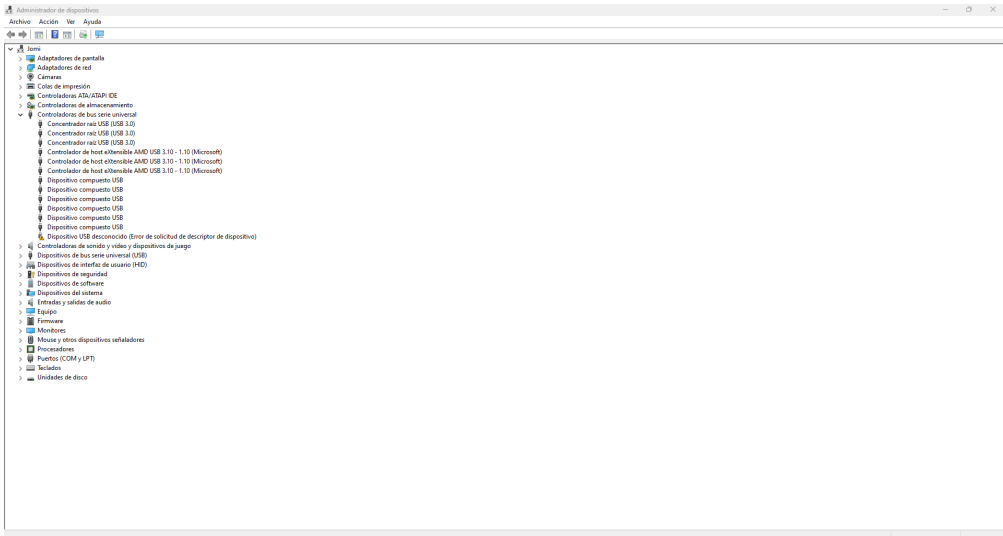 Administrador de dispositivos
Archivo Acción Ver Ayuda
Jomi
Adaptadores de pantalla
Adaptadores de red
Cámaras
Colas de impresión
Controladoras ATA/ATAPI IDE
Controladoras de almacenamiento
Controladoras de bus serie universal
Concentrador raíz USB (USB 3.0)
Concentrador raíz USB (USB 3.0)
Concentrador raíz USB (USB 3.0)
Controlador de host eXtensible AMD USB 3.10 - 1.10 (Microsoft)
Controlador de host eXtensible AMD USB 3.10 - 1.10 (Microsoft)
Controlador de host eXtensible AMD USB 3.10 - 1.10 (Microsoft)
Dispositivo compuesto USB
Dispositivo compuesto USB
Dispositivo compuesto USB
Dispositivo compuesto USB
Dispositivo compuesto USB
Dispositivo compuesto USB
Dispositivo USB desconocido (Error de solicitud de descriptor de dispositivo)
Controladoras de sonido y vídeo y dispositivos de juego
Dispositivos de bus serie universal (USB)
Dispositivos de interfaz de usuario (HID)
Dispositivos de seguridad
Dispositivos de software
Dispositivos del sistema
Entradas y salidas de audio
Equipo
Firmware
Monitores
Mouse y otros dispositivos señaladores
Procesadores
Puertos (COM y LPT)
Teclados
Unidades de disco